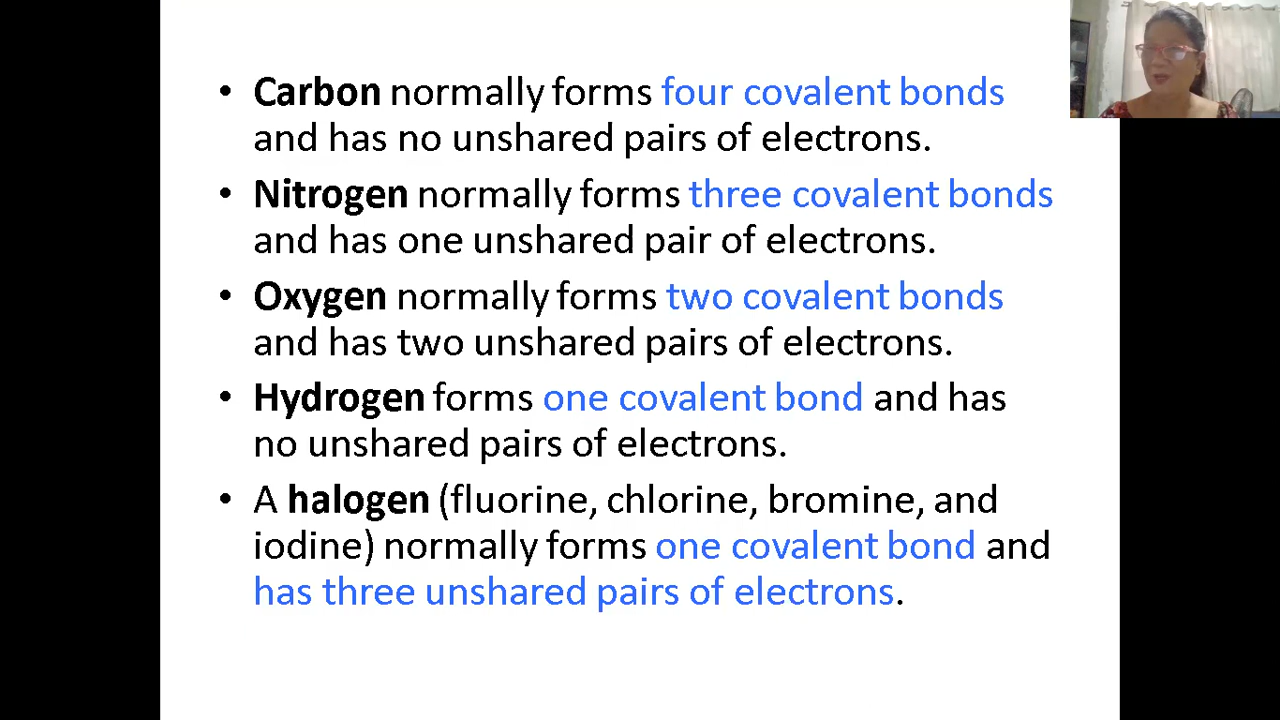 • Carbon normally forms four covalent bonds
and has no unshared pairs of electrons.
• Nitrogen normally forms three covalent bonds
and has one unshared pair of electrons.
• Oxygen normally forms two covalent bonds
and has two unshared pairs of electrons.
• Hydrogen forms one covalent bond and has
no unshared pairs of electrons.
• A halogen (fluorine, chlorine, bromine, and
iodine) normally forms one covalent bond and
has three unshared pairs of electrons.